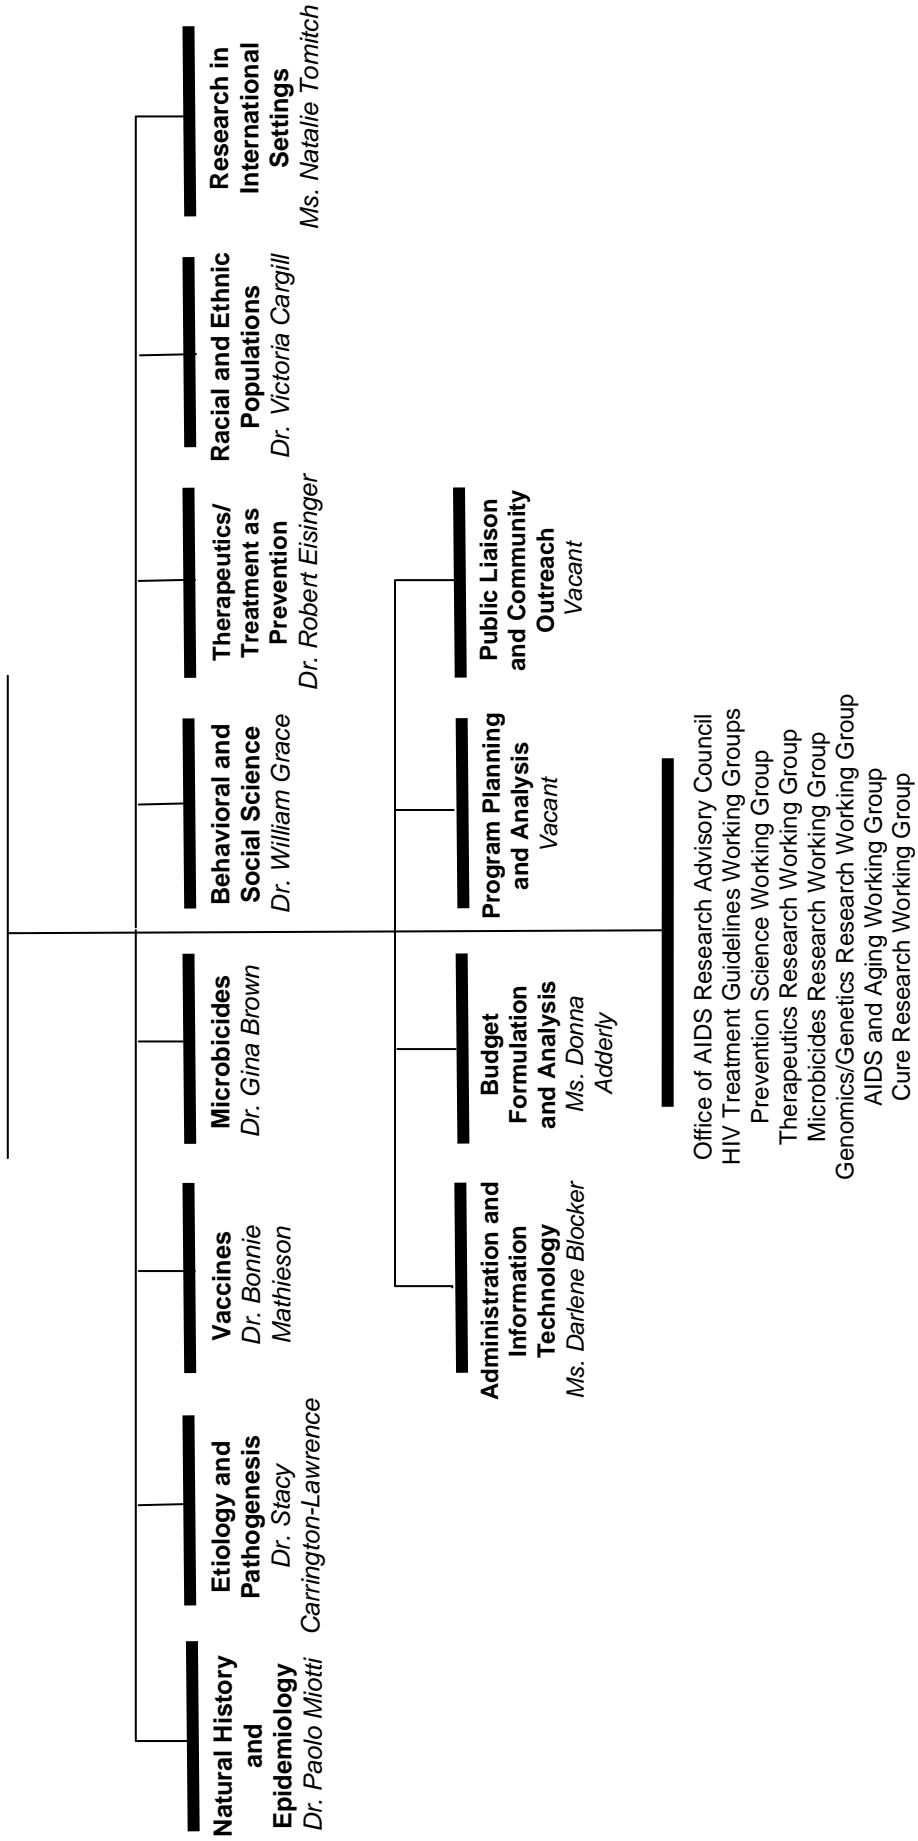 Natural History
and
Epidemiology
Dr. Paolo Miotti
Etiology and
Pathogenesis
Dr. Stacy
Carrington-Lawrence
Vaccines
Dr. Bonnie
Mathieson
Microbicides
Dr. Gina Brown
Behavioral and
Social Science
Dr. William Grace
Therapeutics/
Treatment as
Prevention
Dr. Robert Eisinger
Racial and Ethnic
Populations
Dr. Victoria Cargill
Research in
International
Settings
Ms. Natalie Tomitch
Administration and
Information
Technology
Ms. Darlene Blocker
Budget
Formulation
and Analysis
Ms. Donna
Adderly
Program Planning
and Analysis
Vacant
Public Liaison
and Community
Outreach
Vacant
Office of AIDS Research Advisory Council
HIV Treatment Guidelines Working Groups
Prevention Science Working Group
Therapeutics Research Working Group
Microbicides Research Working Group
Genomics/Genetics Research Working Group
AIDS and Aging Working Group
Cure Research Working Group